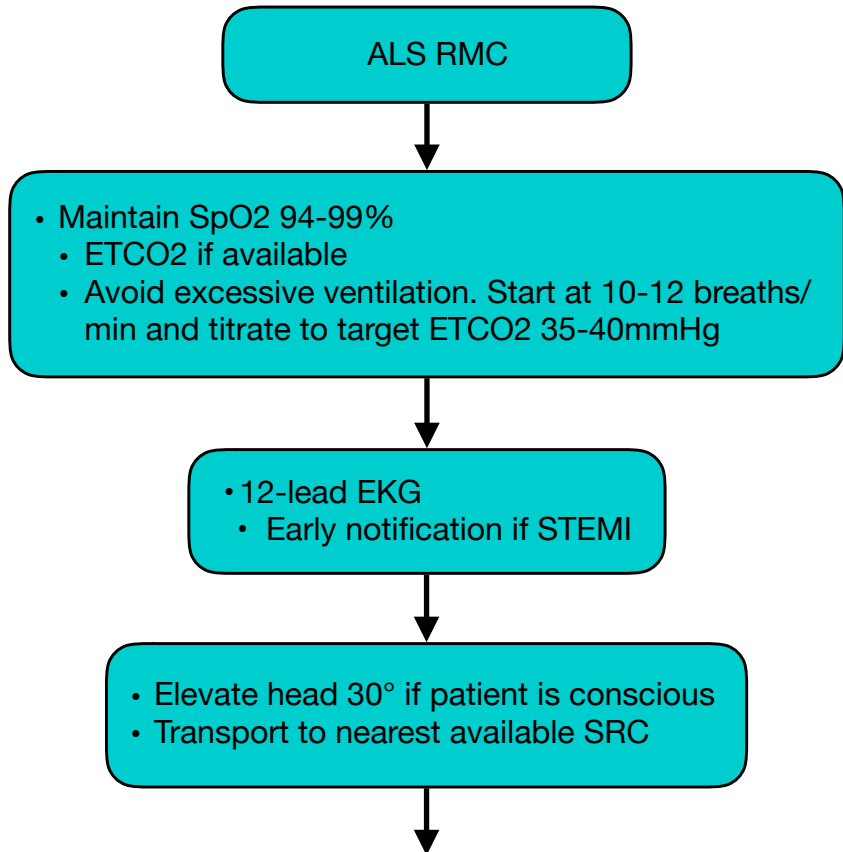 ALS RMC
• Maintain SpO2 94-99%
• ETCO2 if available
• Avoid excessive ventilation. Start at 10-12 breaths/
min and titrate to target ETCO2 35-40mmHg
• 12-lead EKG
• Early notification if STEMI
• Elevate head 30° if patient is conscious
• Transport to nearest available SRC